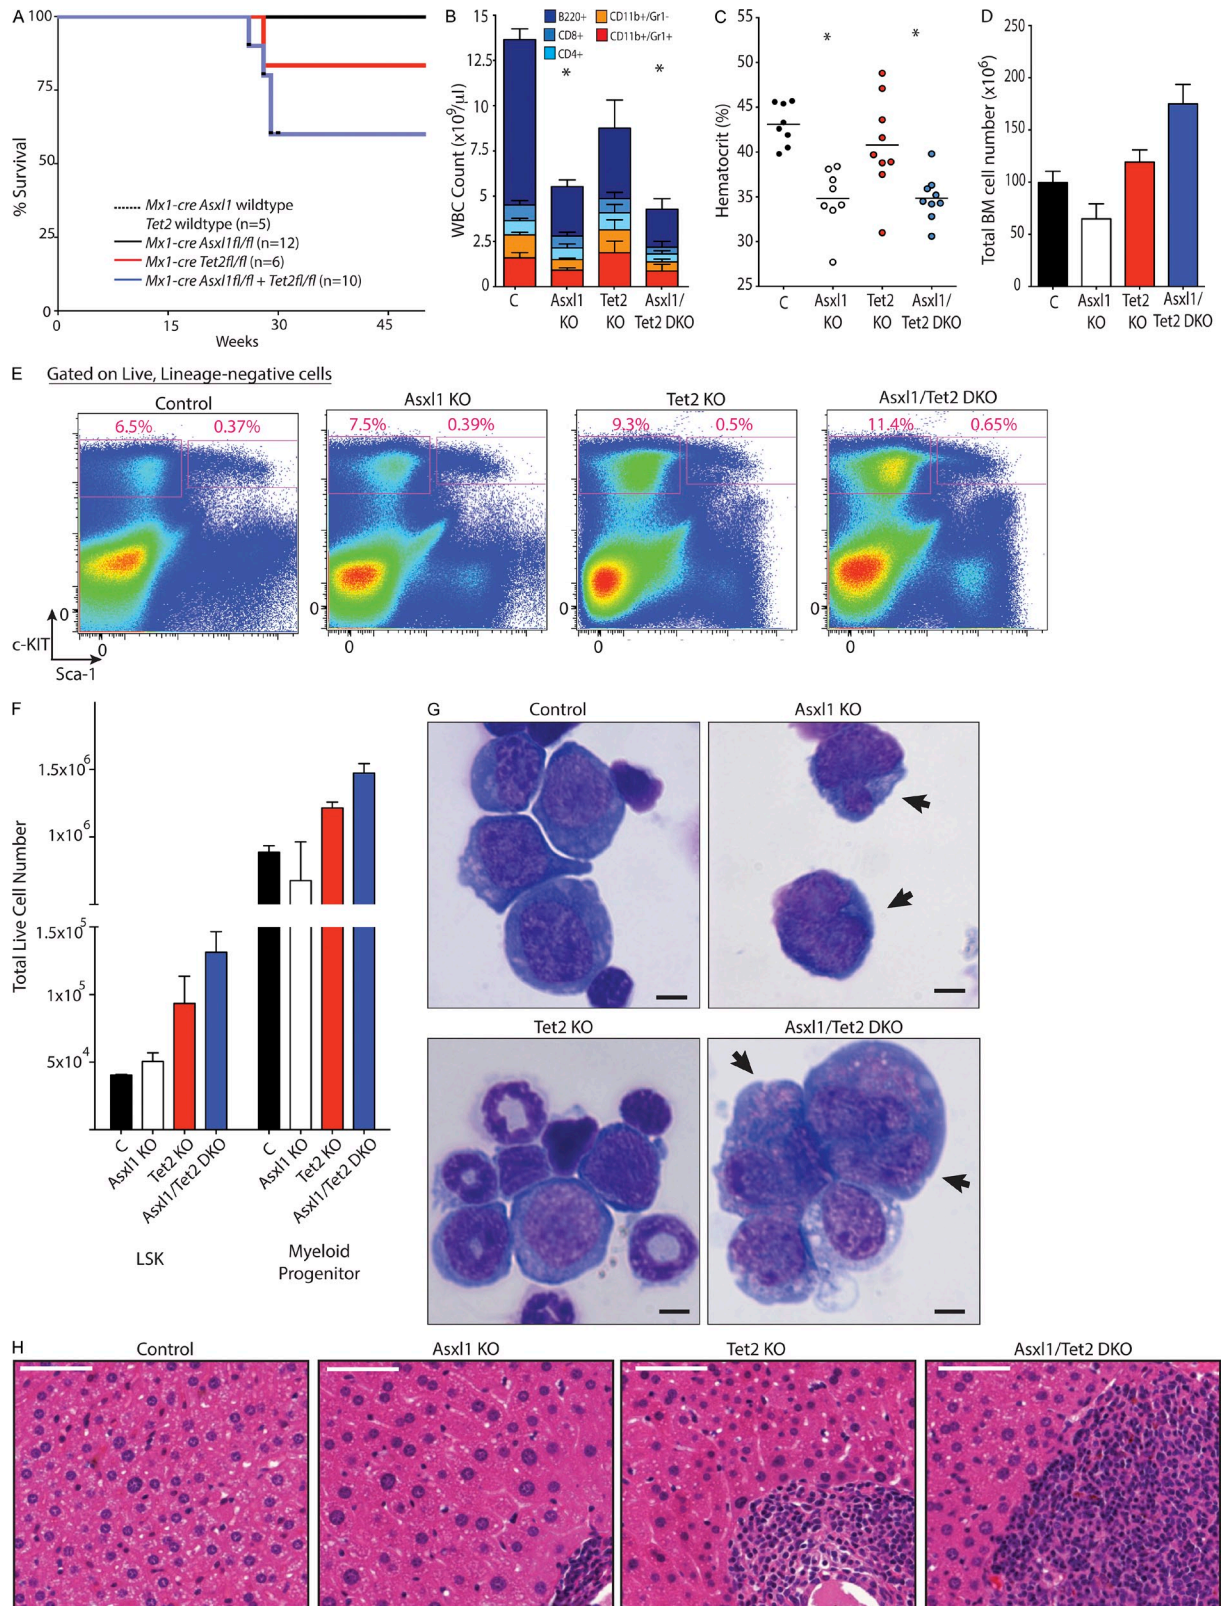 A
% Survival
100
75
50
25
0
0 15 30 45
Weeks
Mx1-cre Asxl1 wildtype
Tet2 wildtype (n=5)
Mx1-cre Asxl1fl/fl (n=12)
Mx1-cre Tet2fl/fl (n=6)
Mx1-cre Asxl1fl/fl + Tet2fl/fl (n=10)
B
WBC Count (x10⁹/µl)
15
12.5
10
7.5
5
2.5
0
B220+ CD11b+/Gr1-
CD8+ CD11b+/Gr1+
CD4+
* *
C Asxl1 KO Tet2 KO Asxl1/ Tet2 DKO
C
Hematocrit (%)
55
45
35
30
25
* *
C Asxl1 KO Tet2 KO Asxl1/ Tet2 DKO
D
Total BM cell number (x10⁶)
250
200
150
100
50
0
C Asxl1 KO Tet2 KO Asxl1/ Tet2 DKO
E Gated on Live, Lineage-negative cells
Control Asxl1 KO Tet2 KO Asxl1/Tet2 DKO
6.5% 0.37% 7.5% 0.39% 9.3% 0.5% 11.4% 0.65%
0 0 0 0
0 0 0 0
c-KIT
Sca-1
F
Total Live Cell Number
1.5x10⁶
1x10⁶
1.5x10⁵
1x10⁵
5x10⁴
C Asxl1 KO Tet2 KO Asxl1/Tet2 DKO C Asxl1 KO Tet2 KO Asxl1/Tet2 DKO
LSK
Myeloid
Progenitor
G
Control Asxl1 KO
Tet2 KO Asxl1/Tet2 DKO
H
Control Asxl1 KO Tet2 KO Asxl1/Tet2 DKO